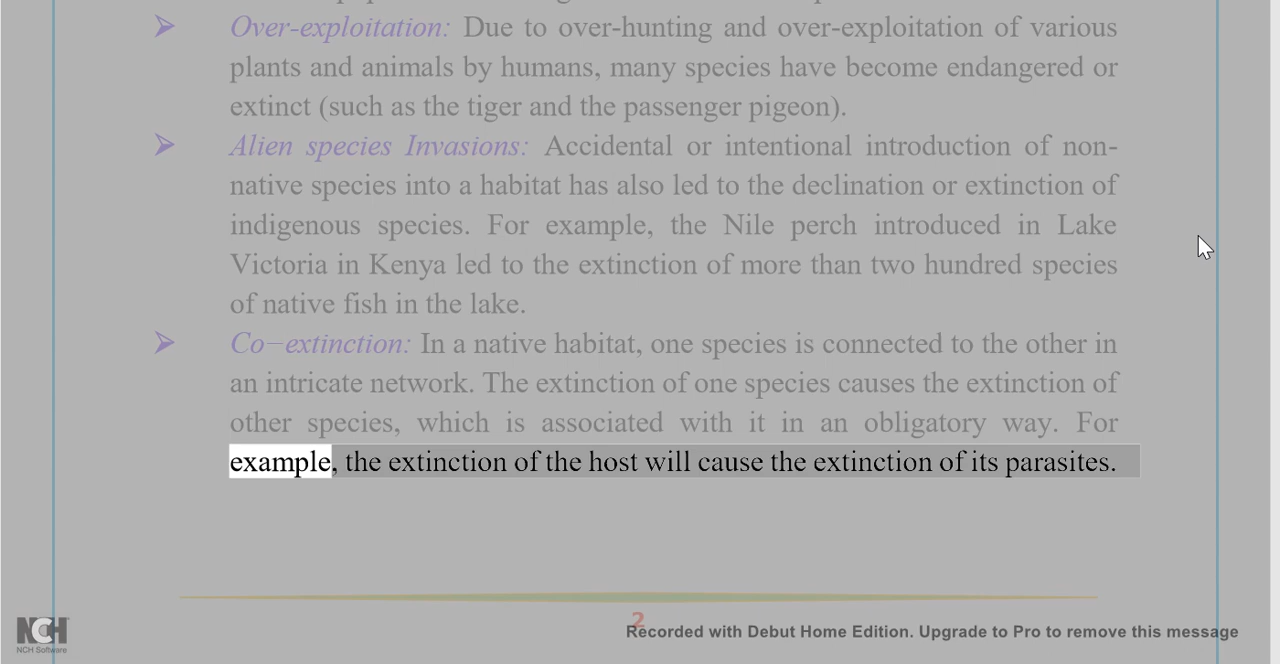 ➤ Over-exploitation: Due to over-hunting and over-exploitation of various
plants and animals by humans, many species have become endangered or
extinct (such as the tiger and the passenger pigeon).
➤ Alien species Invasions: Accidental or intentional introduction of non-
native species into a habitat has also led to the declination or extinction of
indigenous species. For example, the Nile perch introduced in Lake
Victoria in Kenya led to the extinction of more than two hundred species
of native fish in the lake.
➤ Co−extinction: In a native habitat, one species is connected to the other in
an intricate network. The extinction of one species causes the extinction of
other species, which is associated with it in an obligatory way. For
example, the extinction of the host will cause the extinction of its parasites.
2
Recorded with Debut Home Edition. Upgrade to Pro to remove this message
NCH
NCH Software